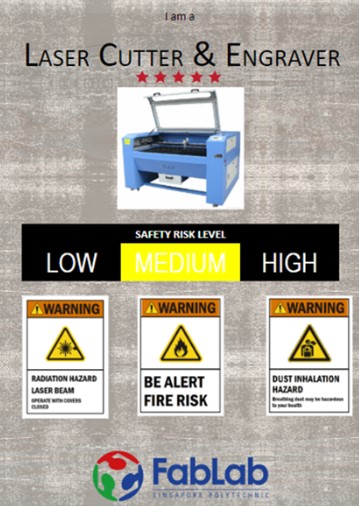 I am a
LASER CUTTER & ENGRAVER
SAFETY RISK LEVEL
LOW MEDIUM HIGH
WARNING
RADIATION HAZARD
LASER BEAM
OPERATE WITH COVERS
CLOSED
WARNING
BE ALERT
FIRE RISK
WARNING
DUST INHALATION
HAZARD
Breathing dust may be hazardous
to your health
FabLab
SINGAPORE POLYTECHNIC